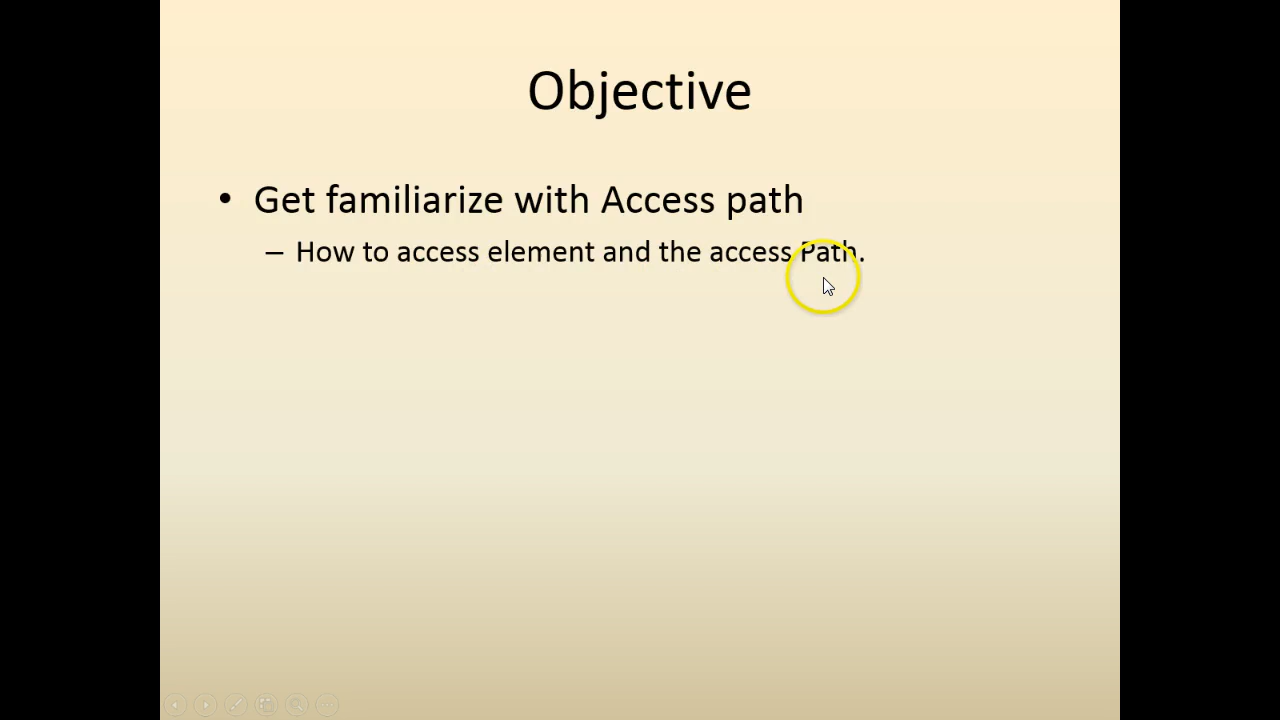 Objective
• Get familiarize with Access path
– How to access element and the access Path.